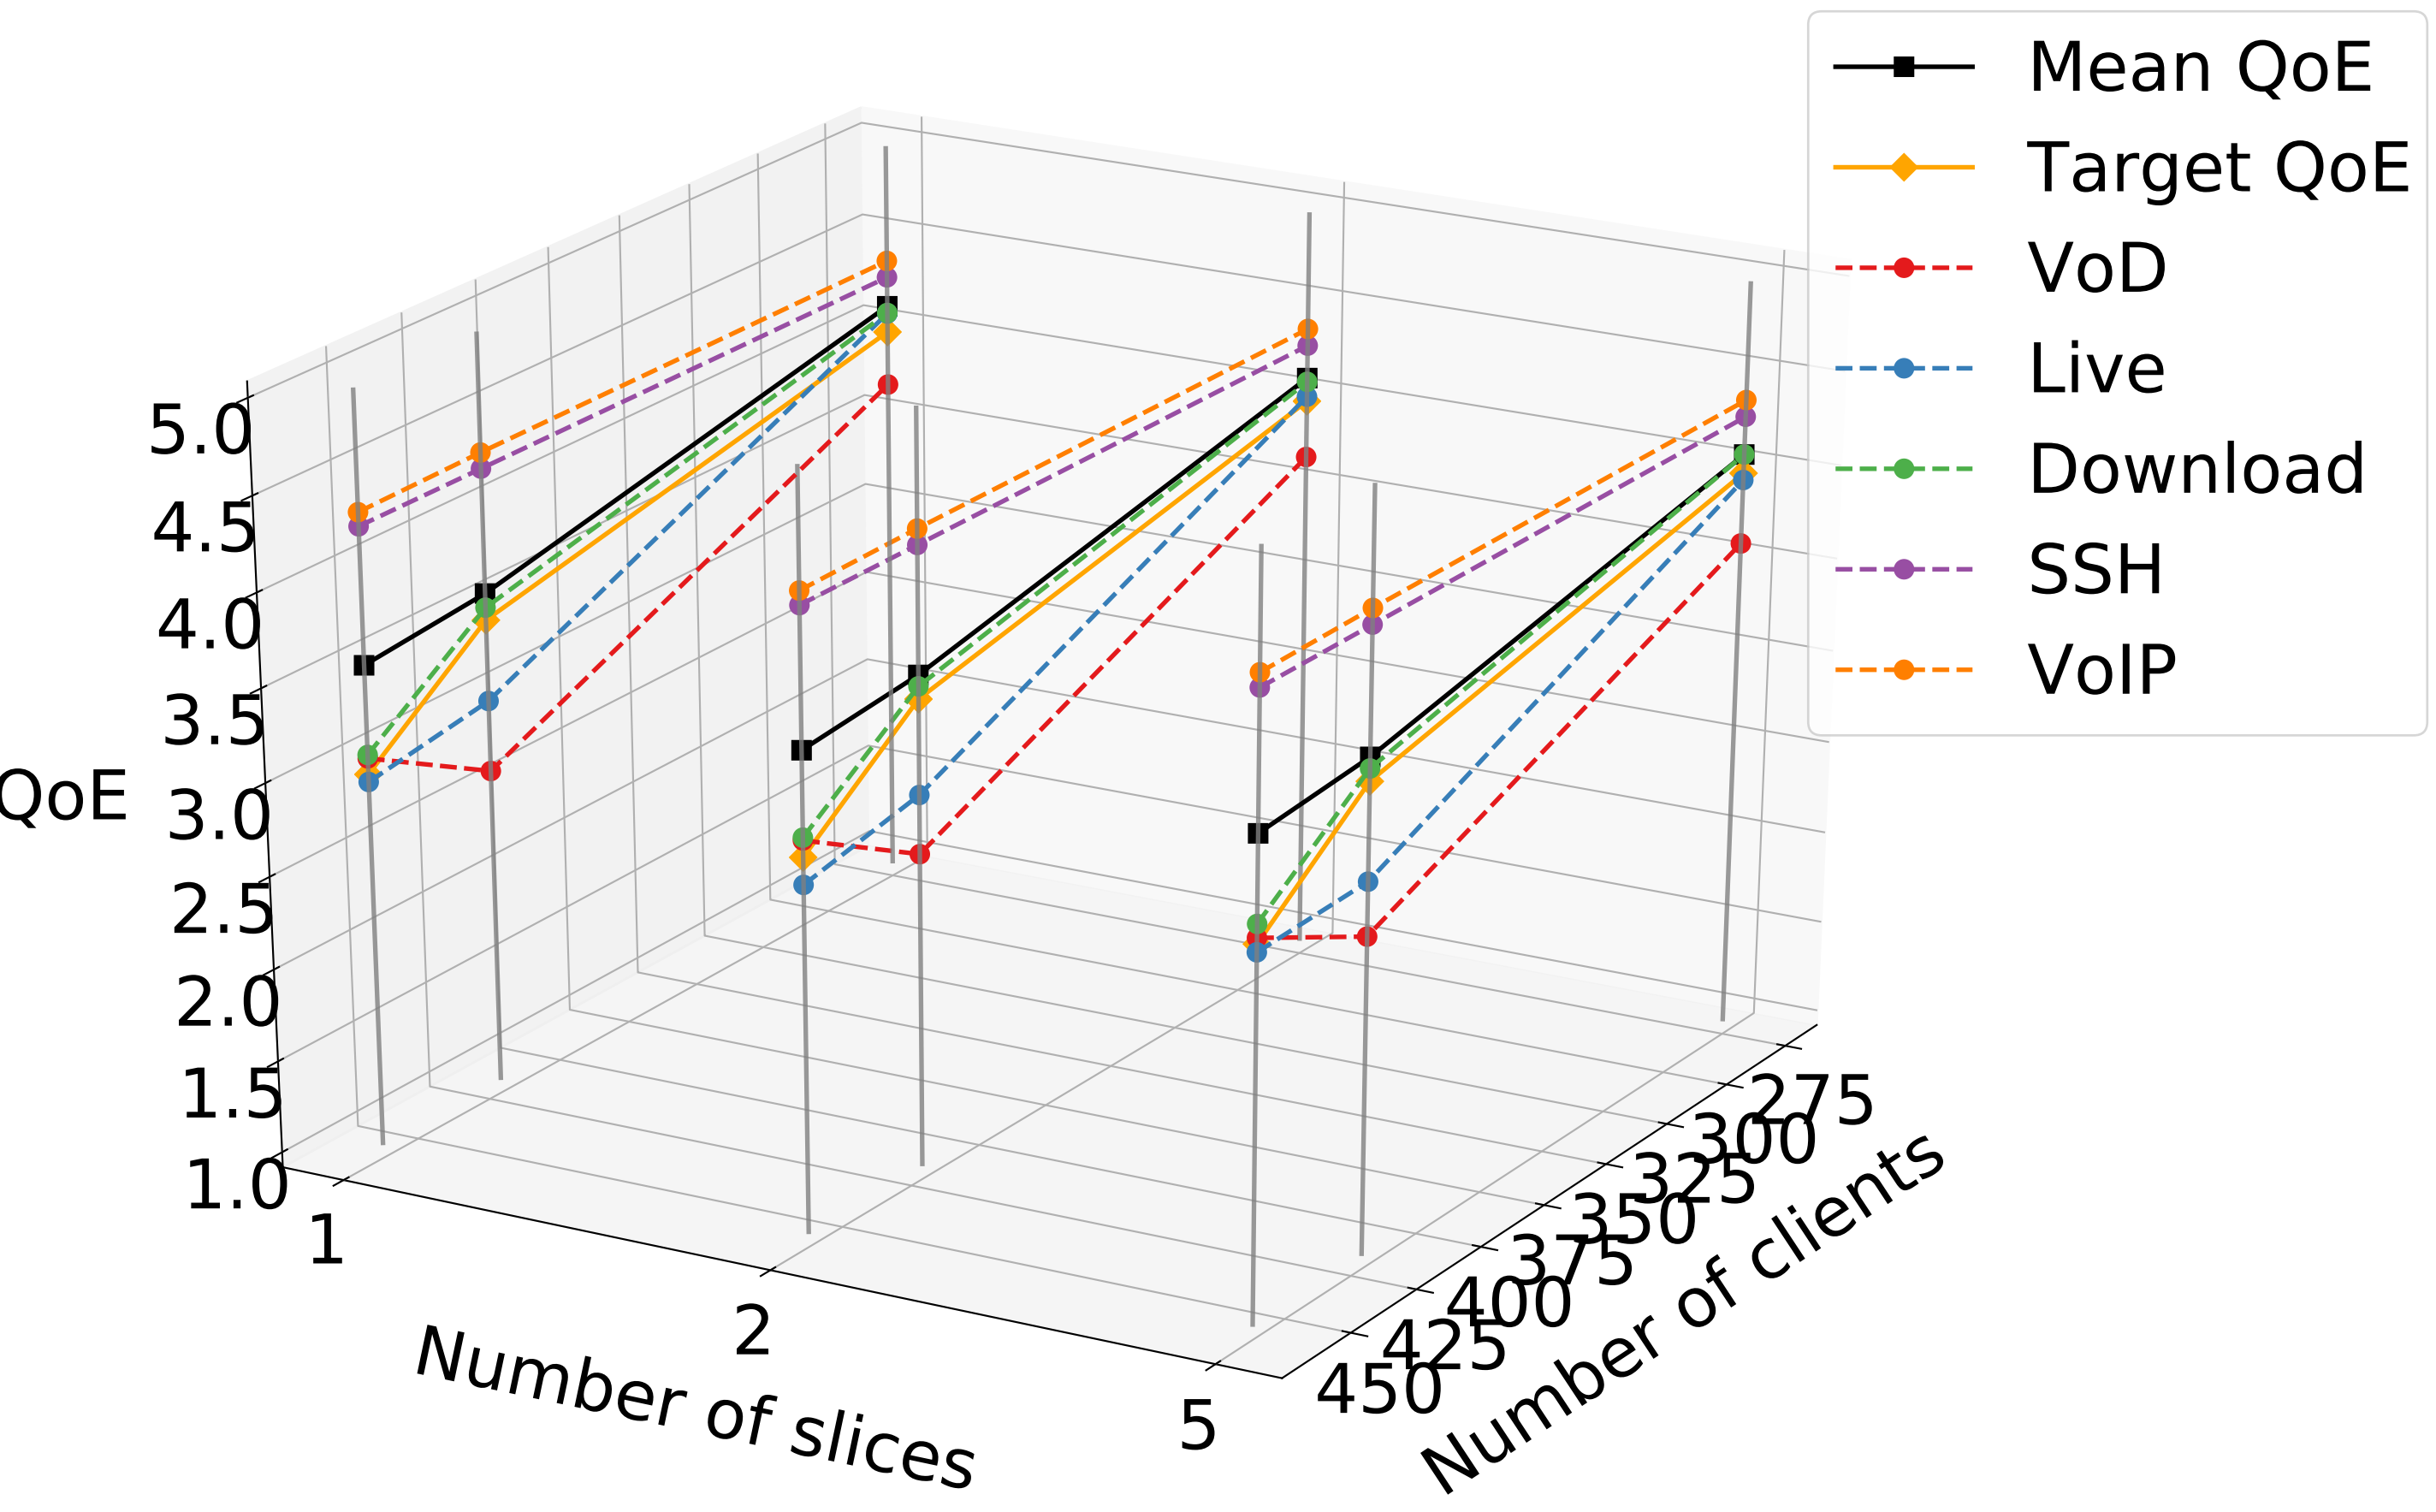 Mean QoE
Target QoE
VoD
Live
Download
SSH
VoIP
5.0
4.5
4.0
3.5
3.0
2.5
2.0
1.5
1.0
QoE
1
2
5
Number of slices
275
300
325
350
375
400
425
450
Number of clients